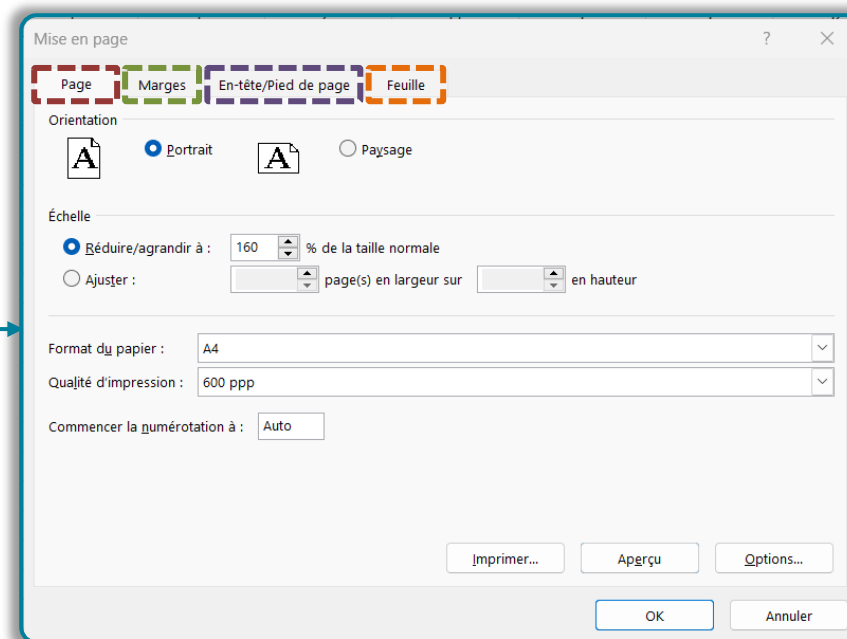 Mise en page ?
Page Marges En-tête/Pied de page Feuille
Orientation
A Portrait A Paysage
Échelle
Réduire/agrandir à : 160 % de la taille normale
Ajuster : page(s) en largeur sur en hauteur
Format du papier : A4
Qualité d'impression : 600 ppp
Commencer la numérotation à : Auto
Imprimer... Aperçu Options...
OK Annuler